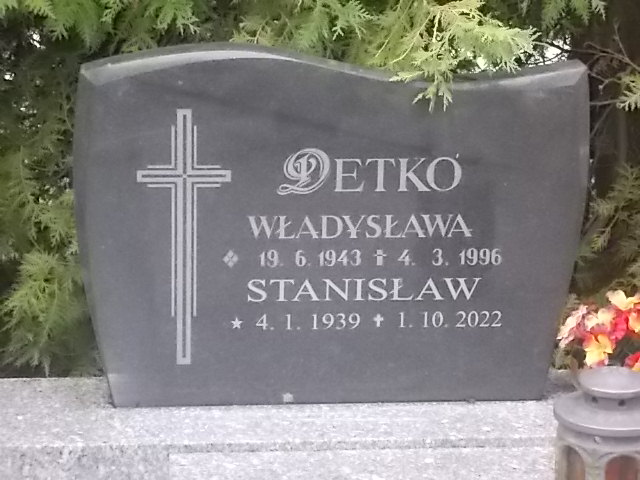 DETKO
WŁADYSŁAWA
19. 6. 1943 ✝ 4. 3. 1996
STANISŁAW
★ 4. 1. 1939 ✝ 1. 10. 2022